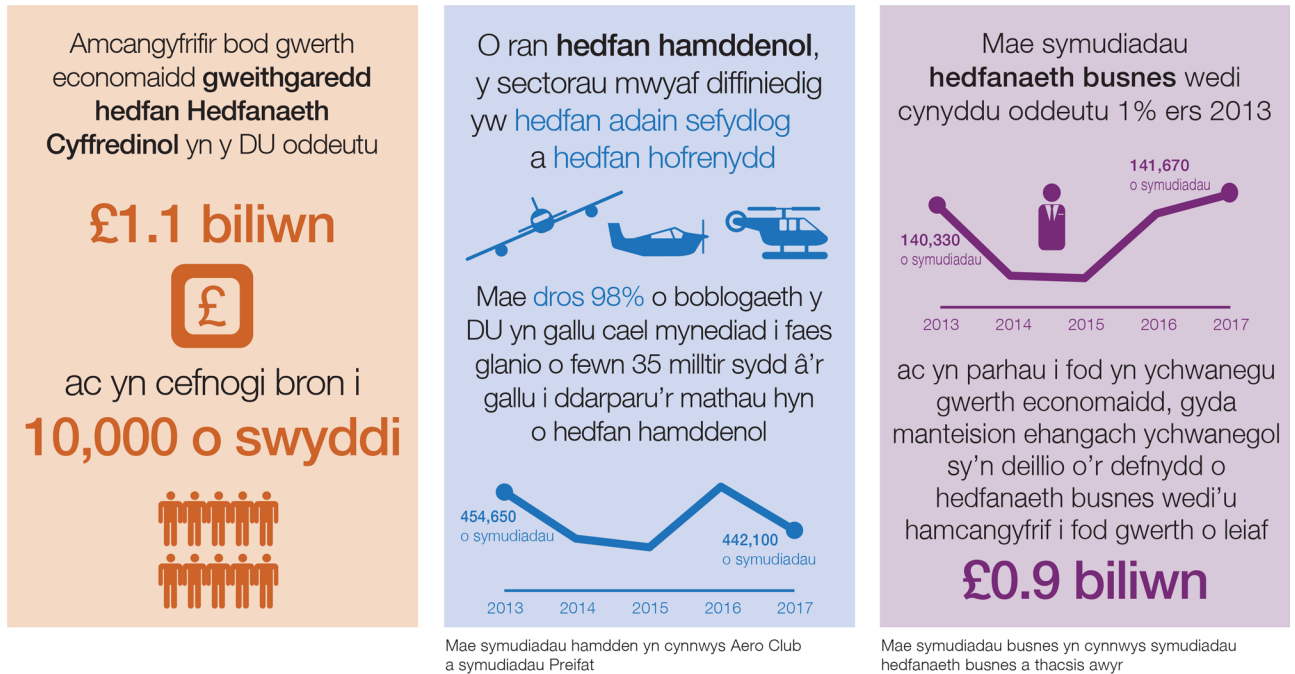 Amcangyfrifir bod gwerth
economaidd gweithgaredd
hedfan Hedfanaeth
Cyffredinol yn y DU oddeutu
£1.1 biliwn
£
ac yn cefnogi bron i
10,000 o swyddi
O ran hedfan hamddenol,
y sectorau mwyaf diffiniedig
yw hedfan adain sefydlog
a hedfan hofrenydd
Mae dros 98% o boblogaeth y
DU yn gallu cael mynediad i faes
glanio o fewn 35 milltir sydd â’r
gallu i ddarparu’r mathau hyn
o hedfan hamddenol
454,650
o symudiadau
442,100
o symudiadau
2013 2014 2015 2016 2017
Mae symudiadau hamdden yn cynnwys Aero Club
a symudiadau Preifat
Mae symudiadau
hedfanaeth busnes wedi
cynyddu oddeutu 1% ers 2013
141,670
o symudiadau
140,330
o symudiadau
2013 2014 2015 2016 2017
ac yn parhau i fod yn ychwanegu
gwerth economaidd, gyda
manteision ehangach ychwanegol
sy’n deillio o’r defnydd o
hedfanaeth busnes wedi’u
hamcangyfrif i fod gwerth o leiaf
£0.9 biliwn
Mae symudiadau busnes yn cynnwys symudiadau
hedfanaeth busnes a thacsis awyr